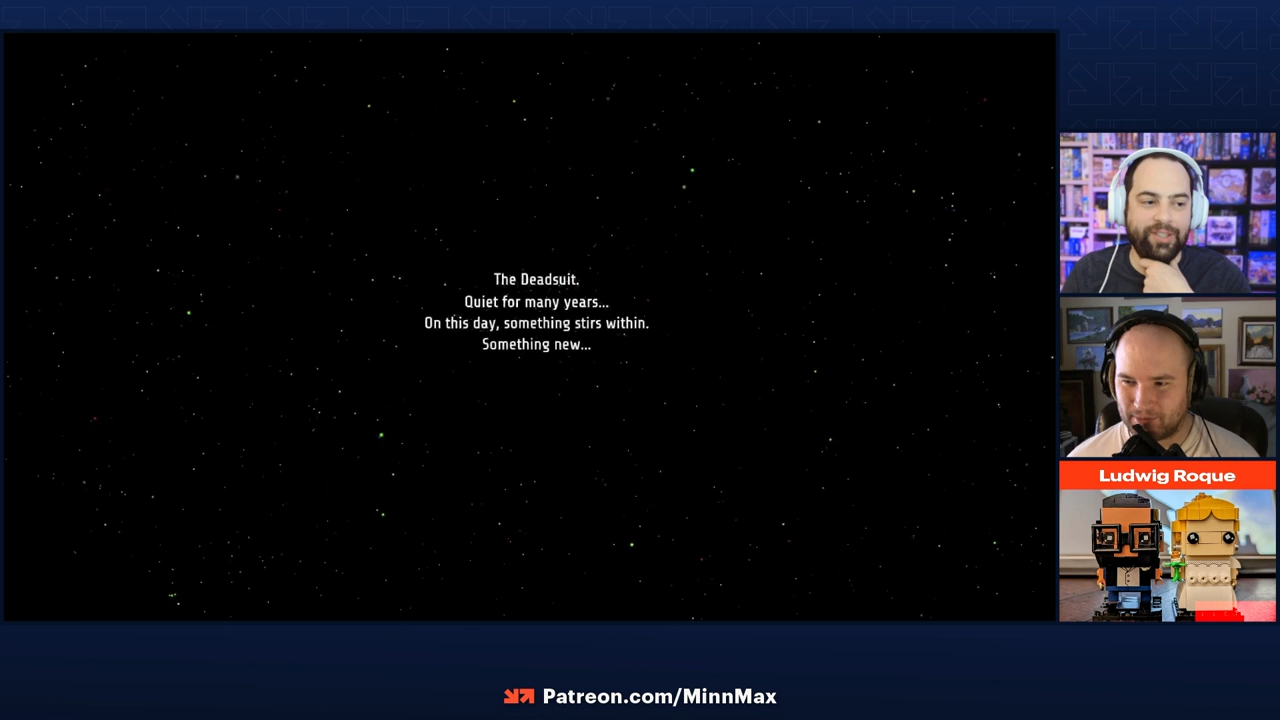 The Deadsuit.
Quiet for many years...
On this day, something stirs within.
Something new...
Ludwig Roque
Patreon.com/MinnMax